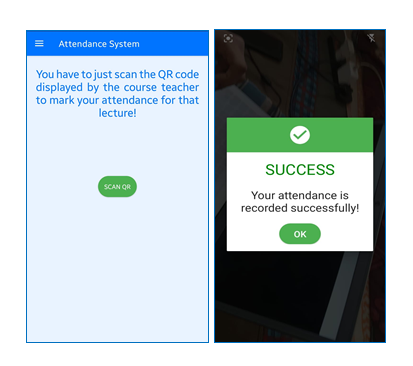 Attendance System
You have to just scan the QR code
displayed by the course teacher
to mark your attendance for that
lecture!
SCAN QR
SUCCESS
Your attendance is
recorded successfully!
OK